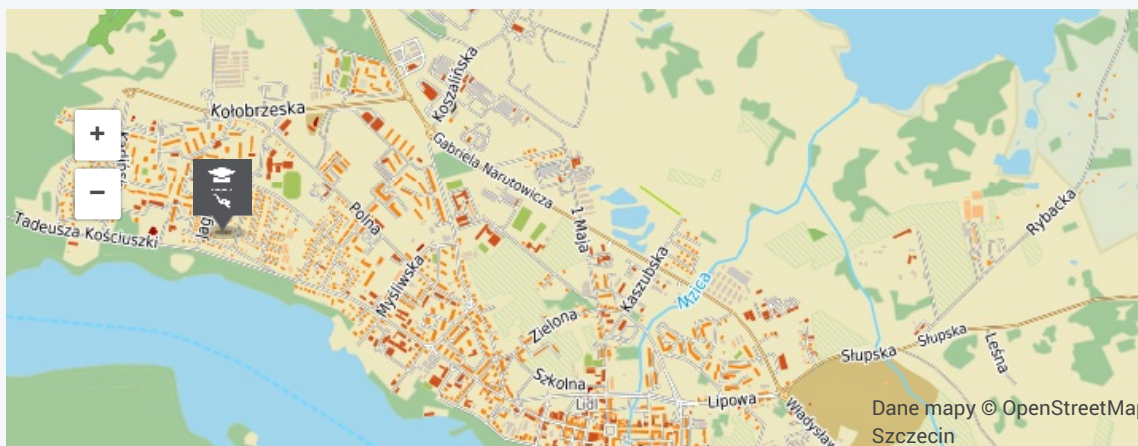 Koszalińska
Kołobrzeska
+
Gabriela Narutowicza
−
Polna
1 Maja
Rybacka
Tadeusza Kościuszki
Myśliwska
Kaszubska
Zielona
Słupska
Słupska
Leśna
Szkolna
Lidl
Lipowa
Dane mapy © OpenStreetMap
Szczecin